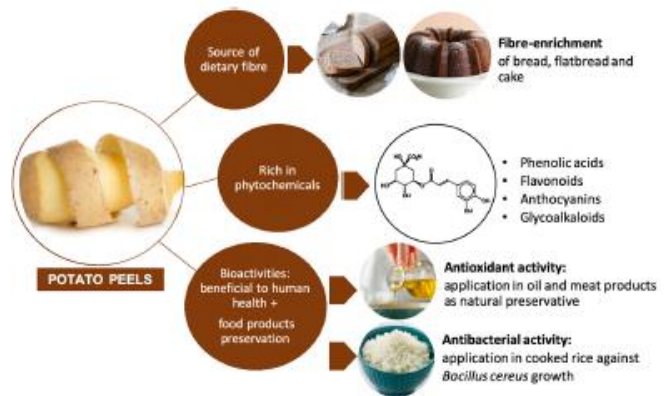 Source of
dietary fibre
Fibre-enrichment
of bread, flatbread and
cake
Rich in
phytochemicals
• Phenolic acids
• Flavonoids
• Anthocyanins
• Glycoalkaloids
POTATO PEELS
Bioactivities:
beneficial to human
health +
food products
preservation
Antioxidant activity:
application in oil and meat products
as natural preservative
Antibacterial activity:
application in cooked rice against
Bacillus cereus growth